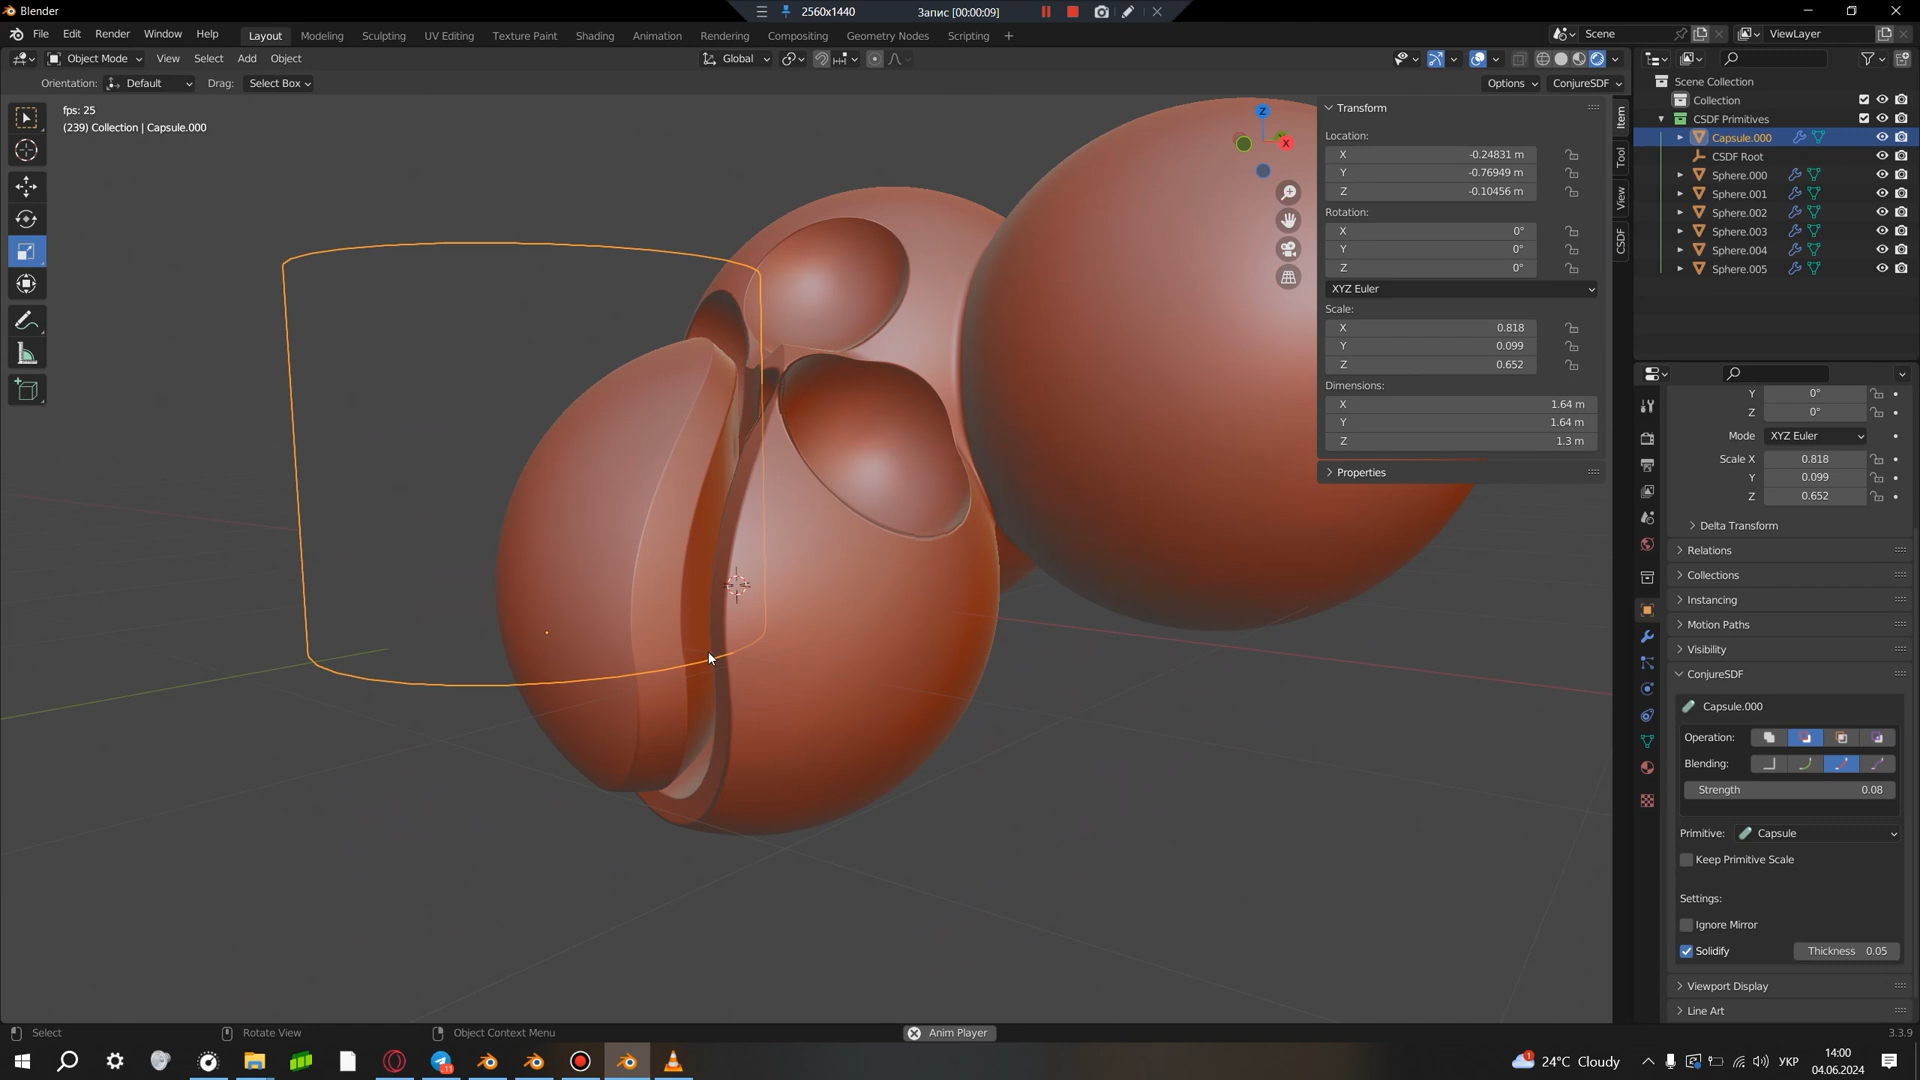 Blender
2560x1440
Запис [00:00:09]
File Edit Render Window Help
Layout Modeling Sculpting UV Editing Texture Paint Shading Animation Rendering Compositing Geometry Nodes Scripting +
Scene
ViewLayer
Object Mode View Select Add Object
Global
Orientation: Default Drag: Select Box
Options ConjureSDF
fps: 25
(239) Collection | Capsule.000
Z
X
Transform
Location:
X -0.24831 m
Y -0.76949 m
Z -0.10456 m
Rotation:
X 0°
Y 0°
Z 0°
XYZ Euler
Scale:
X 0.818
Y 0.099
Z 0.652
Dimensions:
X 1.64 m
Y 1.64 m
Z 1.3 m
Properties
Item
Tool
View
CSDF
Scene Collection
Collection
CSDF Primitives
Capsule.000
CSDF Root
Sphere.000
Sphere.001
Sphere.002
Sphere.003
Sphere.004
Sphere.005
Y 0°
Z 0°
Mode XYZ Euler
Scale X 0.818
Y 0.099
Z 0.652
Delta Transform
Relations
Collections
Instancing
Motion Paths
Visibility
ConjureSDF
Capsule.000
Operation:
Blending:
Strength 0.08
Primitive: Capsule
Keep Primitive Scale
Settings:
Ignore Mirror
Solidify Thickness 0.05
Viewport Display
Line Art
Select Rotate View Object Context Menu Anim Player 3.3.9
24°C Cloudy
УКР
14:00
04.06.2024